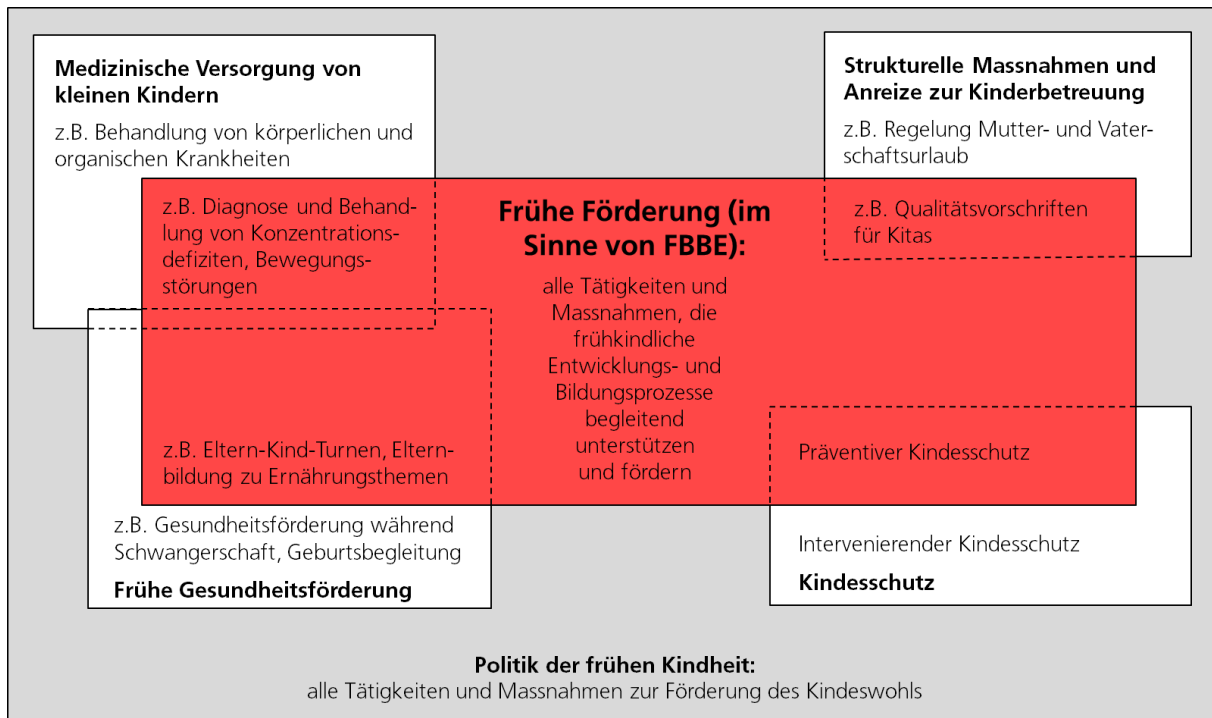 Medizinische Versorgung von
kleinen Kindern
z.B. Behandlung von körperlichen und
organischen Krankheiten
Strukturelle Massnahmen und
Anreize zur Kinderbetreuung
z.B. Regelung Mutter- und Vater-
schaftsurlaub
z.B. Diagnose und Behand-
lung von Konzentrations-
defiziten, Bewegungs-
störungen
Frühe Förderung (im
Sinne von FBBE):
alle Tätigkeiten und
Massnahmen, die
frühkindliche
Entwicklungs- und
Bildungsprozesse
begleitend
unterstützen
und fördern
z.B. Qualitätsvorschriften
für Kitas
z.B. Eltern-Kind-Turnen, Eltern-
bildung zu Ernährungsthemen
Präventiver Kindesschutz
z.B. Gesundheitsförderung während
Schwangerschaft, Geburtsbegleitung
Frühe Gesundheitsförderung
Intervenierender Kindesschutz
Kindesschutz
Politik der frühen Kindheit:
alle Tätigkeiten und Massnahmen zur Förderung des Kindeswohls